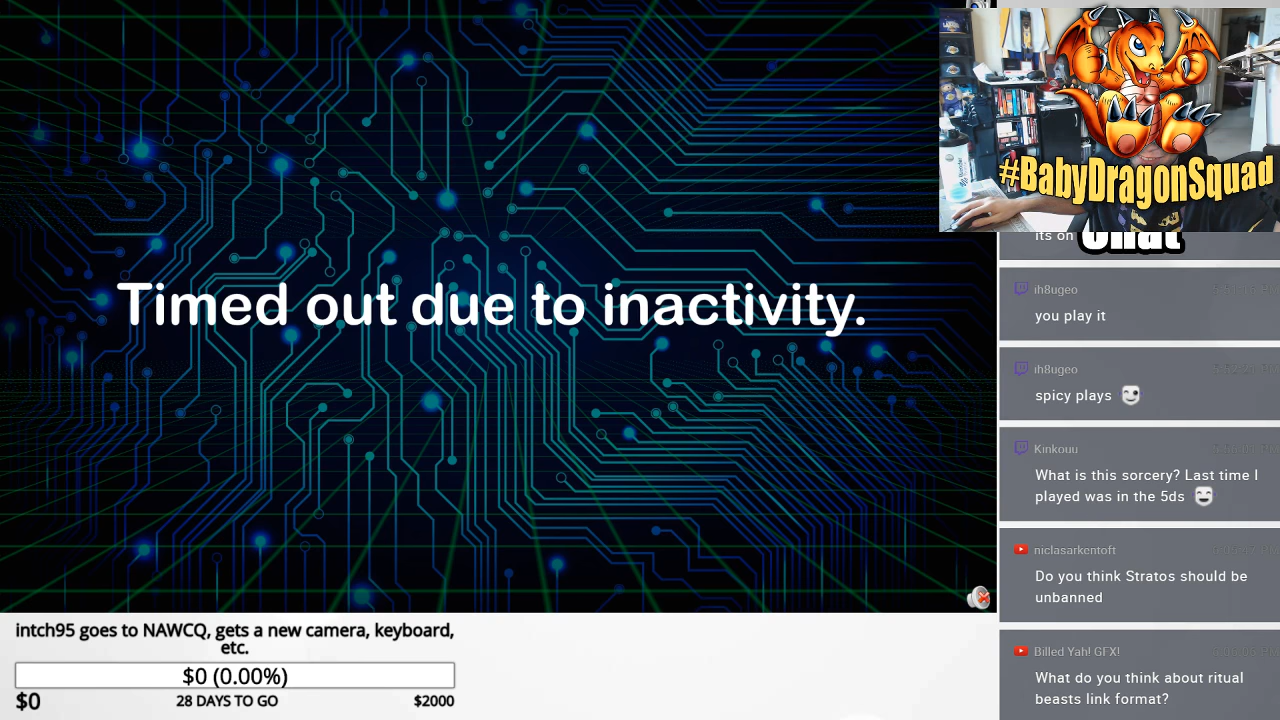 Timed out due to inactivity.
#BabyDragonSquad
its on
Chat
ih8ugeo
you play it
ih8ugeo
spicy plays
Kinkouu
What is this sorcery? Last time I
played was in the 5ds
niclasarkentoft
Do you think Stratos should be
unbanned
Billed Yah! GFX!
What do you think about ritual
beasts link format?
intch95 goes to NAWCQ, gets a new camera, keyboard,
etc.
$0 (0.00%)
$0 28 DAYS TO GO $2000